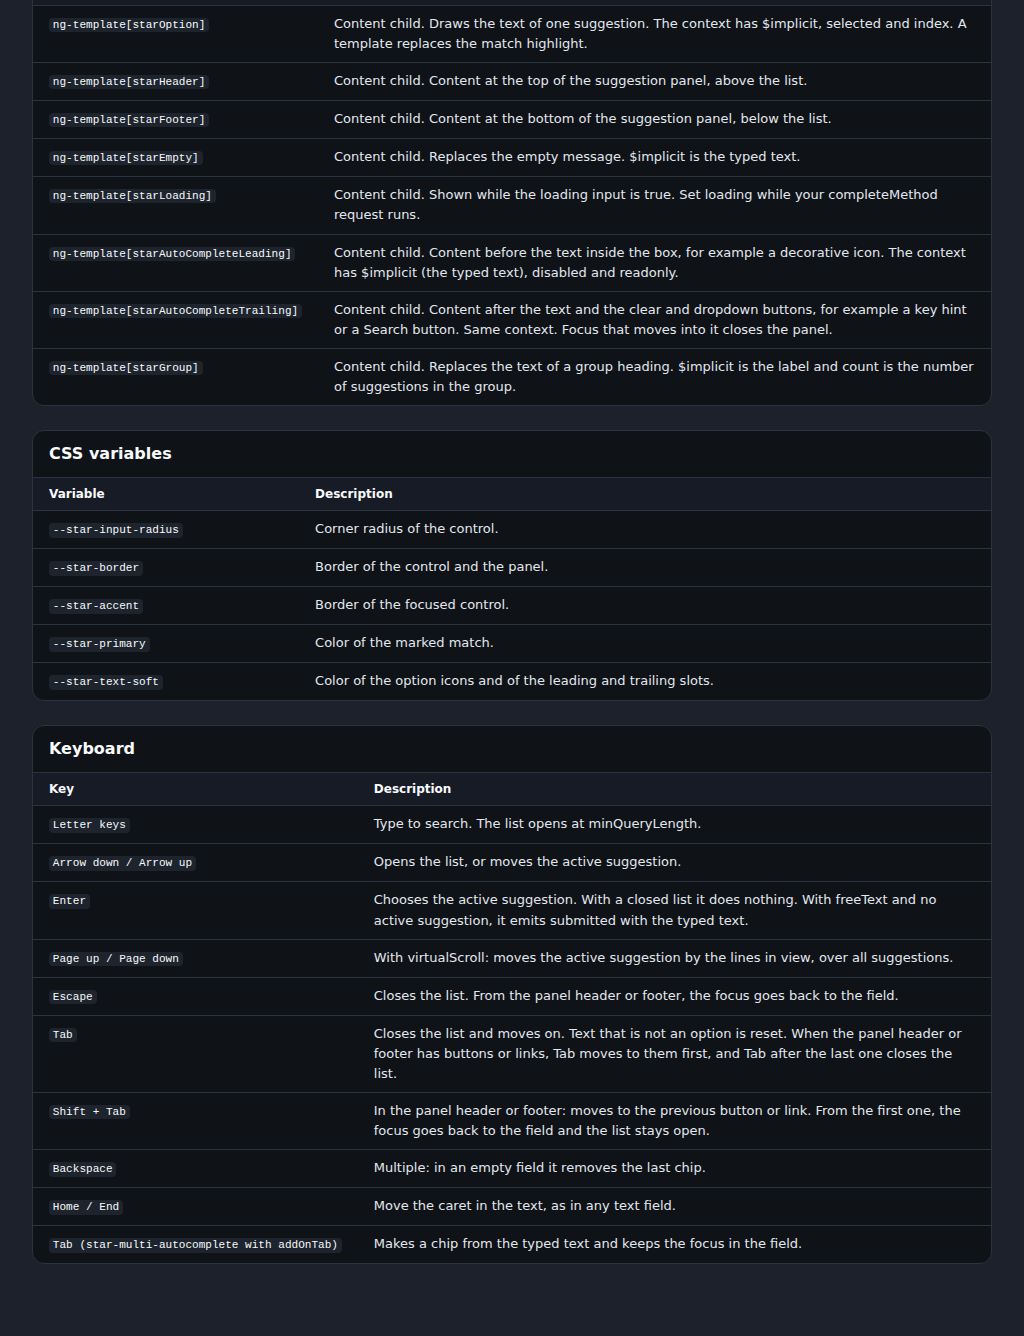 ng-template[starOption]
Content child. Draws the text of one suggestion. The context has $implicit, selected and index. A
template replaces the match highlight.
ng-template[starHeader]
Content child. Content at the top of the suggestion panel, above the list.
ng-template[starFooter]
Content child. Content at the bottom of the suggestion panel, below the list.
ng-template[starEmpty]
Content child. Replaces the empty message. $implicit is the typed text.
ng-template[starLoading]
Content child. Shown while the loading input is true. Set loading while your completeMethod
request runs.
ng-template[starAutoCompleteLeading]
Content child. Content before the text inside the box, for example a decorative icon. The context
has $implicit (the typed text), disabled and readonly.
ng-template[starAutoCompleteTrailing]
Content child. Content after the text and the clear and dropdown buttons, for example a key hint
or a Search button. Same context. Focus that moves into it closes the panel.
ng-template[starGroup]
Content child. Replaces the text of a group heading. $implicit is the label and count is the number
of suggestions in the group.
CSS variables
Variable Description
--star-input-radius Corner radius of the control.
--star-border Border of the control and the panel.
--star-accent Border of the focused control.
--star-primary Color of the marked match.
--star-text-soft Color of the option icons and of the leading and trailing slots.
Keyboard
Key Description
Letter keys Type to search. The list opens at minQueryLength.
Arrow down / Arrow up Opens the list, or moves the active suggestion.
Enter Chooses the active suggestion. With a closed list it does nothing. With freeText and no
active suggestion, it emits submitted with the typed text.
Page up / Page down With virtualScroll: moves the active suggestion by the lines in view, over all suggestions.
Escape Closes the list. From the panel header or footer, the focus goes back to the field.
Tab Closes the list and moves on. Text that is not an option is reset. When the panel header or
footer has buttons or links, Tab moves to them first, and Tab after the last one closes the
list.
Shift + Tab In the panel header or footer: moves to the previous button or link. From the first one, the
focus goes back to the field and the list stays open.
Backspace Multiple: in an empty field it removes the last chip.
Home / End Move the caret in the text, as in any text field.
Tab (star-multi-autocomplete with addOnTab) Makes a chip from the typed text and keeps the focus in the field.